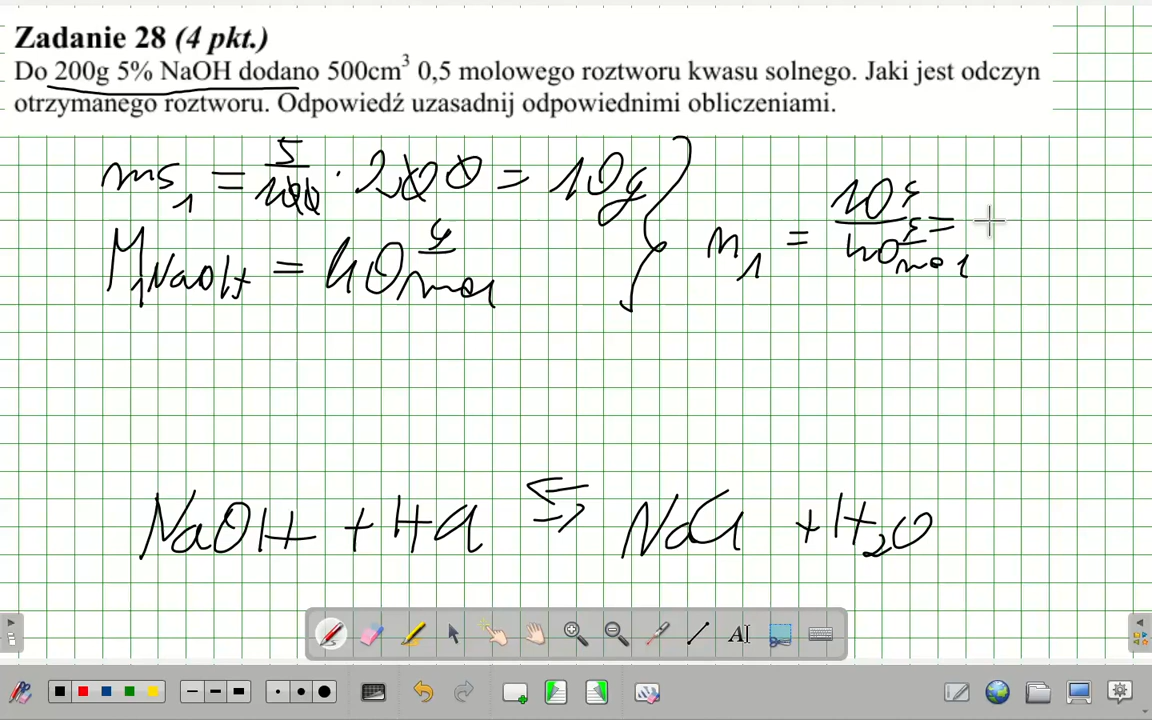 Zadanie 28 (4 pkt.)
Do 200g 5% NaOH dodano 500cm³ 0,5 molowego roztworu kwasu solnego. Jaki jest odczyn
otrzymanego roztworu. Odpowiedź uzasadnij odpowiednimi obliczeniami.
ms₁ = 5/100 · 200 = 10g
M₁NaOH = 40 g/mol
n₁ = 10g / 40 g/mol =
NaOH + HCl ⇆ NaCl + H₂O